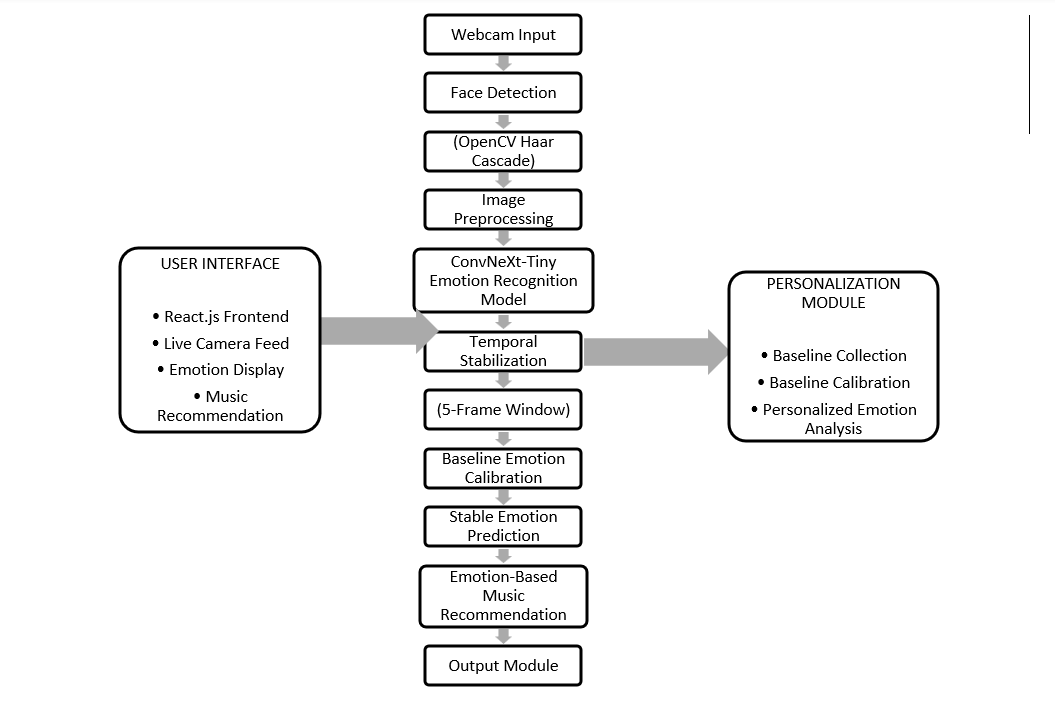 Webcam Input
Face Detection
(OpenCV Haar
Cascade)
Image
Preprocessing
ConvNeXt-Tiny
Emotion Recognition
Model
Temporal
Stabilization
(5-Frame Window)
Baseline Emotion
Calibration
Stable Emotion
Prediction
Emotion-Based
Music
Recommendation
Output Module
USER INTERFACE
• React.js Frontend
• Live Camera Feed
• Emotion Display
• Music
Recommendation
PERSONALIZATION
MODULE
• Baseline Collection
• Baseline Calibration
• Personalized Emotion
Analysis